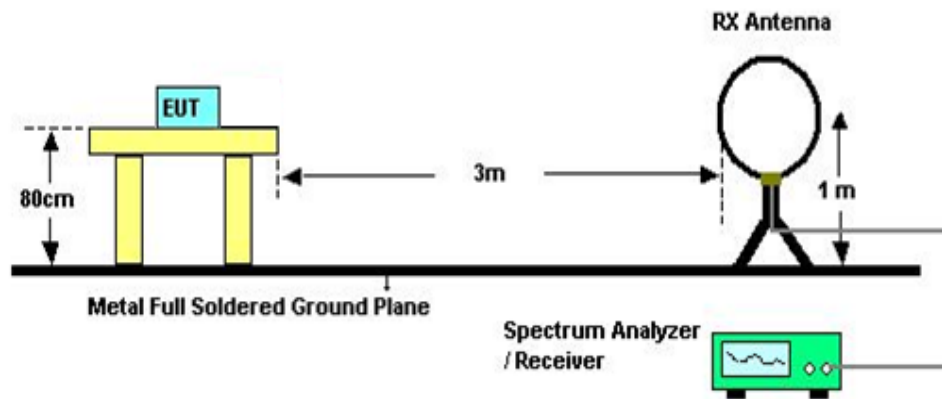 RX Antenna
EUT
3m
80cm
1 m
Metal Full Soldered Ground Plane
Spectrum Analyzer
/ Receiver